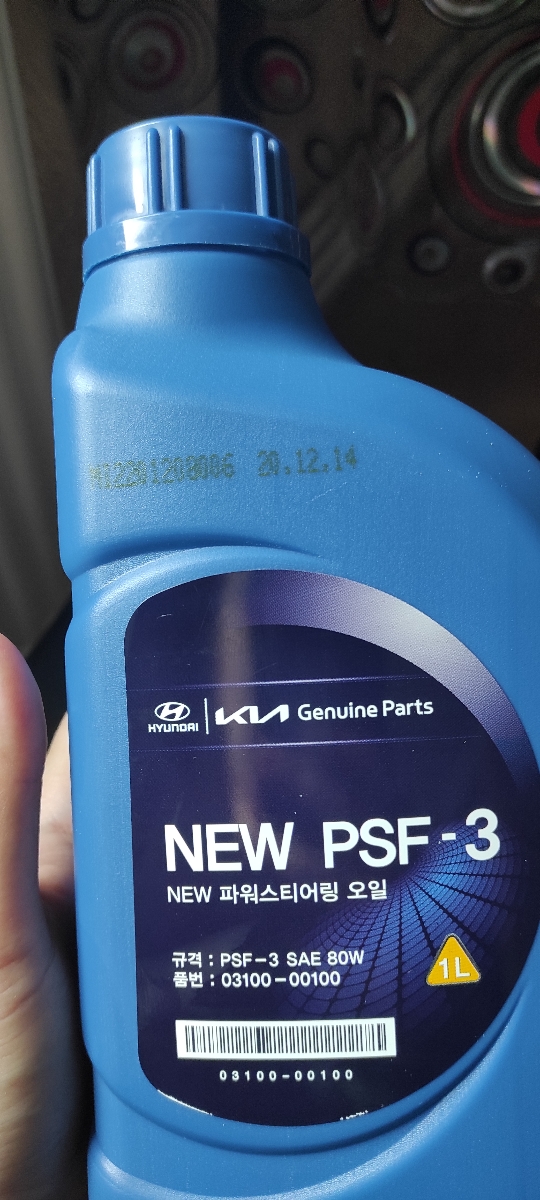 20.12.14
HYUNDAI KIA Genuine Parts
NEW PSF-3
NEW 파워스티어링 오일
규격 : PSF-3 SAE 80W
품번 : 03100-00100
1L
03100-00100